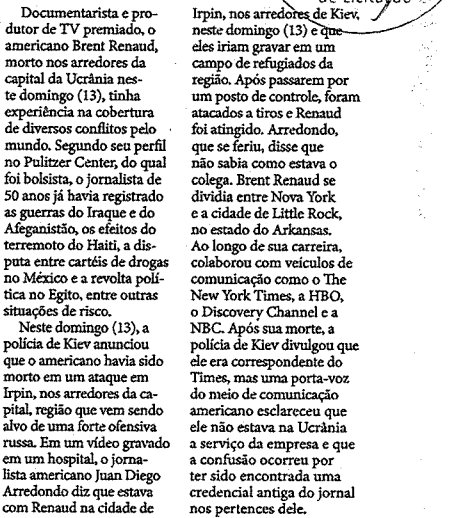 Documentarista e pro-
dutor de TV premiado, o
americano Brent Renaud,
morto nos arredores da
capital da Ucrânia nes-
te domingo (13), tinha
experiência na cobertura
de diversos conflitos pelo
mundo. Segundo seu perfil
no Pulitzer Center, do qual
foi bolsista, o jornalista de
50 anos já havia registrado
as guerras do Iraque e do
Afeganistão, os efeitos do
terremoto do Haiti, a dis-
puta entre cartéis de drogas
no México e a revolta polí-
tica no Egito, entre outras
situações de risco.
Neste domingo (13), a
polícia de Kiev anunciou
que o americano havia sido
morto em um ataque em
Irpin, nos arredores da ca-
pital, região que vem sendo
alvo de uma forte ofensiva
russa. Em um vídeo gravado
em um hospital, o jorna-
lista americano Juan Diego
Arredondo diz que estava
com Renaud na cidade de
Irpin, nos arredores de Kiev,
neste domingo (13) e que
eles iriam gravar em um
campo de refugiados da
região. Após passarem por
um posto de controle, foram
atacados a tiros e Renaud
foi atingido. Arredondo,
que se feriu, disse que
não sabia como estava o
colega. Brent Renaud se
dividia entre Nova York
e a cidade de Little Rock,
no estado do Arkansas.
Ao longo de sua carreira,
colaborou com veículos de
comunicação como o The
New York Times, a HBO,
o Discovery Channel e a
NBC. Após sua morte, a
polícia de Kiev divulgou que
ele era correspondente do
Times, mas uma porta-voz
do meio de comunicação
americano esclareceu que
ele não estava na Ucrânia
a serviço da empresa e que
a confusão ocorreu por
ter sido encontrada uma
credencial antiga do jornal
nos pertences dele.